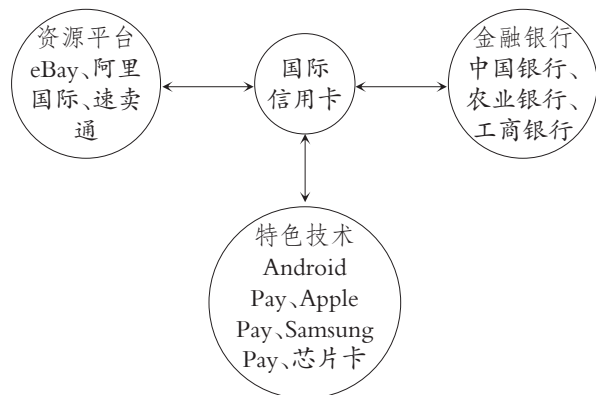 资源平台
eBay、阿里
国际、速卖
通
国际
信用卡
金融银行
中国银行、
农业银行、
工商银行
特色技术
Android
Pay、Apple
Pay、Samsung
Pay、芯片卡